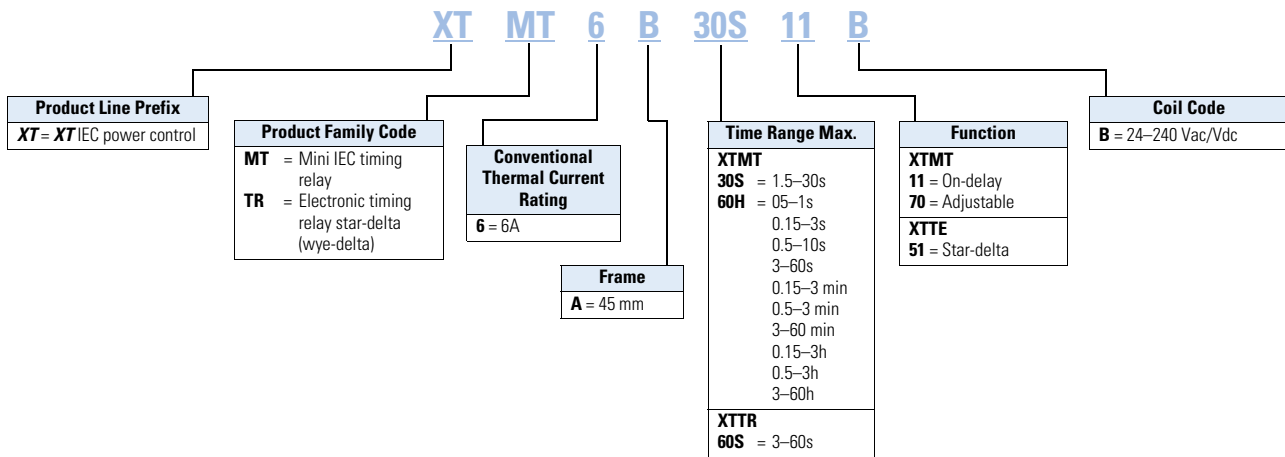 XT MT 6 B 30S 11 B
Product Line Prefix
XT = XT IEC power control
Product Family Code
MT = Mini IEC timing
relay
TR = Electronic timing
relay star-delta
(wye-delta)
Conventional
Thermal Current
Rating
6 = 6A
Frame
A = 45 mm
Time Range Max.
XTMT
30S = 1.5–30s
60H = 05–1s
0.15–3s
0.5–10s
3–60s
0.15–3 min
0.5–3 min
3–60 min
0.15–3h
0.5–3h
3–60h
XTTR
60S = 3–60s
Function
XTMT
11 = On-delay
70 = Adjustable
XTTE
51 = Star-delta
Coil Code
B = 24–240 Vac/Vdc